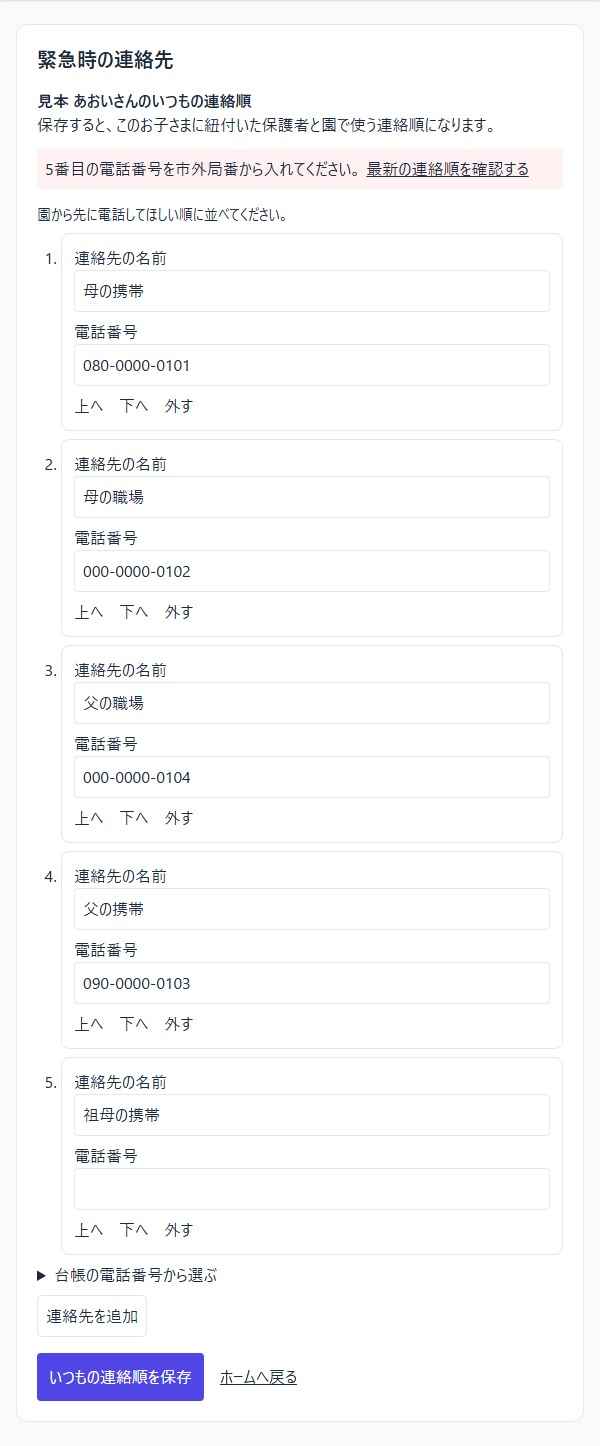 緊急時の連絡先
見本 あおいさんのいつもの連絡順
保存すると、このお子さまに紐付いた保護者と園で使う連絡順になります。
5番目の電話番号を市外局番から入れてください。 最新の連絡順を確認する
園から先に電話してほしい順に並べてください。
1. 連絡先の名前
母の携帯
電話番号
080-0000-0101
上へ 下へ 外す
2. 連絡先の名前
母の職場
電話番号
000-0000-0102
上へ 下へ 外す
3. 連絡先の名前
父の職場
電話番号
000-0000-0104
上へ 下へ 外す
4. 連絡先の名前
父の携帯
電話番号
090-0000-0103
上へ 下へ 外す
5. 連絡先の名前
祖母の携帯
電話番号
上へ 下へ 外す
▶ 台帳の電話番号から選ぶ
連絡先を追加
いつもの連絡順を保存 ホームへ戻る